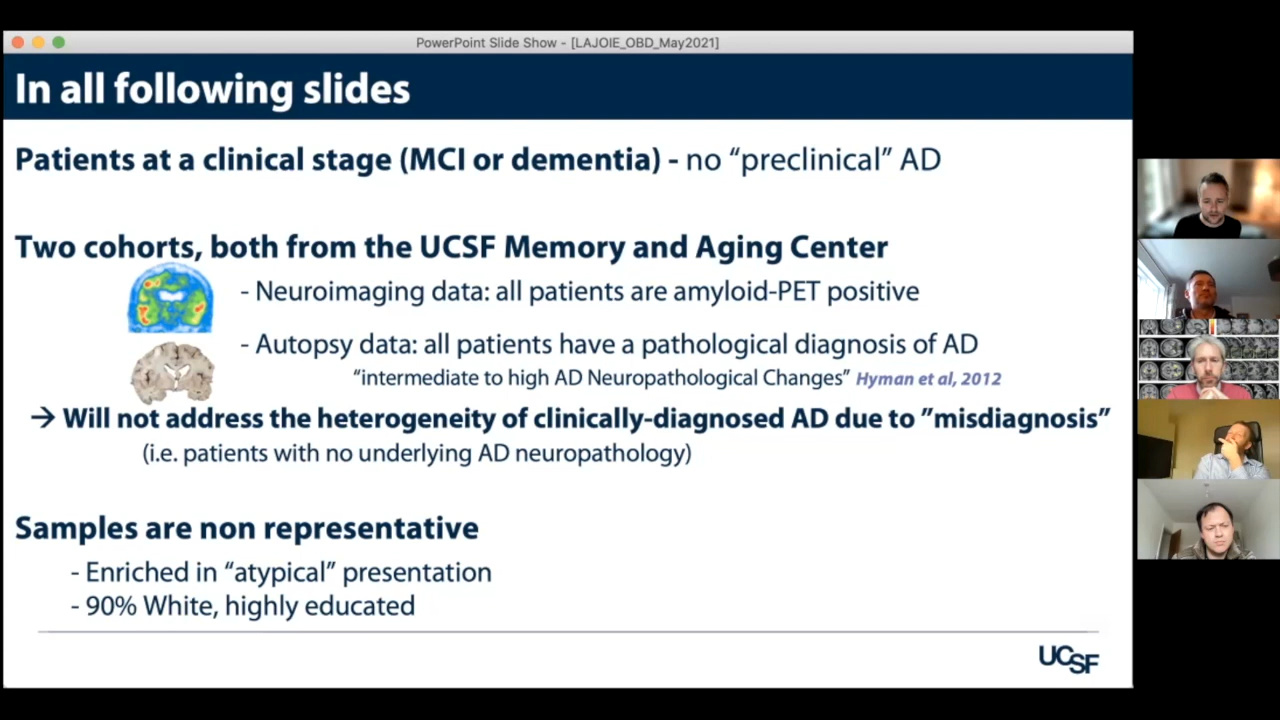 PowerPoint Slide Show - [LAJOIE_OBD_May2021]
In all following slides
Patients at a clinical stage (MCI or dementia) - no “preclinical” AD
Two cohorts, both from the UCSF Memory and Aging Center
- Neuroimaging data: all patients are amyloid-PET positive
- Autopsy data: all patients have a pathological diagnosis of AD
“intermediate to high AD Neuropathological Changes” Hyman et al, 2012
→ Will not address the heterogeneity of clinically-diagnosed AD due to ”misdiagnosis”
(i.e. patients with no underlying AD neuropathology)
Samples are non representative
- Enriched in “atypical” presentation
- 90% White, highly educated
UCSF